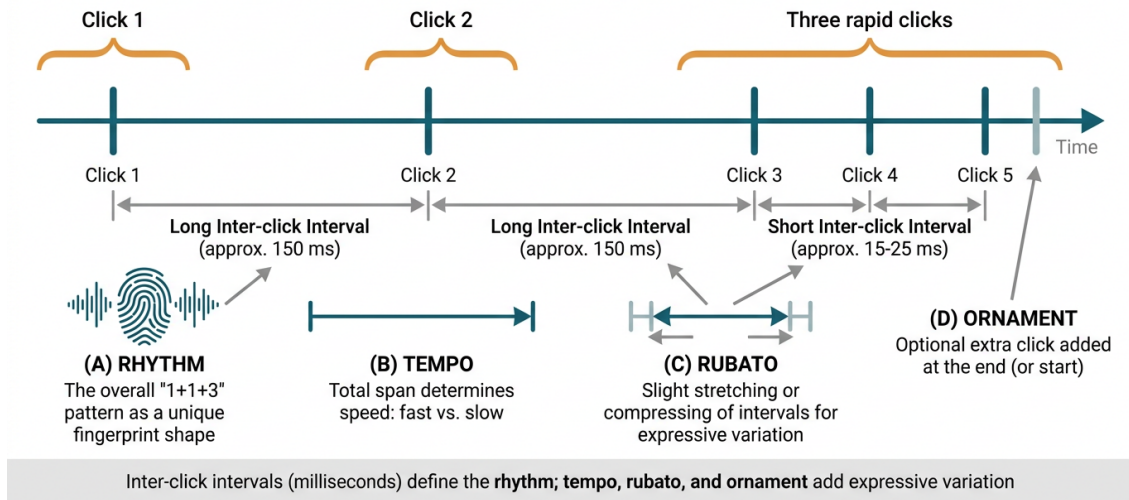 Click 1
Click 2
Three rapid clicks
Time
Click 1
Click 2
Click 3
Click 4
Click 5
Long Inter-click Interval
(approx. 150 ms)
Long Inter-click Interval
(approx. 150 ms)
Short Inter-click Interval
(approx. 15-25 ms)
(A) RHYTHM
The overall "1+1+3"
pattern as a unique
fingerprint shape
(B) TEMPO
Total span determines
speed: fast vs. slow
(C) RUBATO
Slight stretching or
compressing of intervals for
expressive variation
(D) ORNAMENT
Optional extra click added
at the end (or start)
Inter-click intervals (milliseconds) define the rhythm; tempo, rubato, and ornament add expressive variation